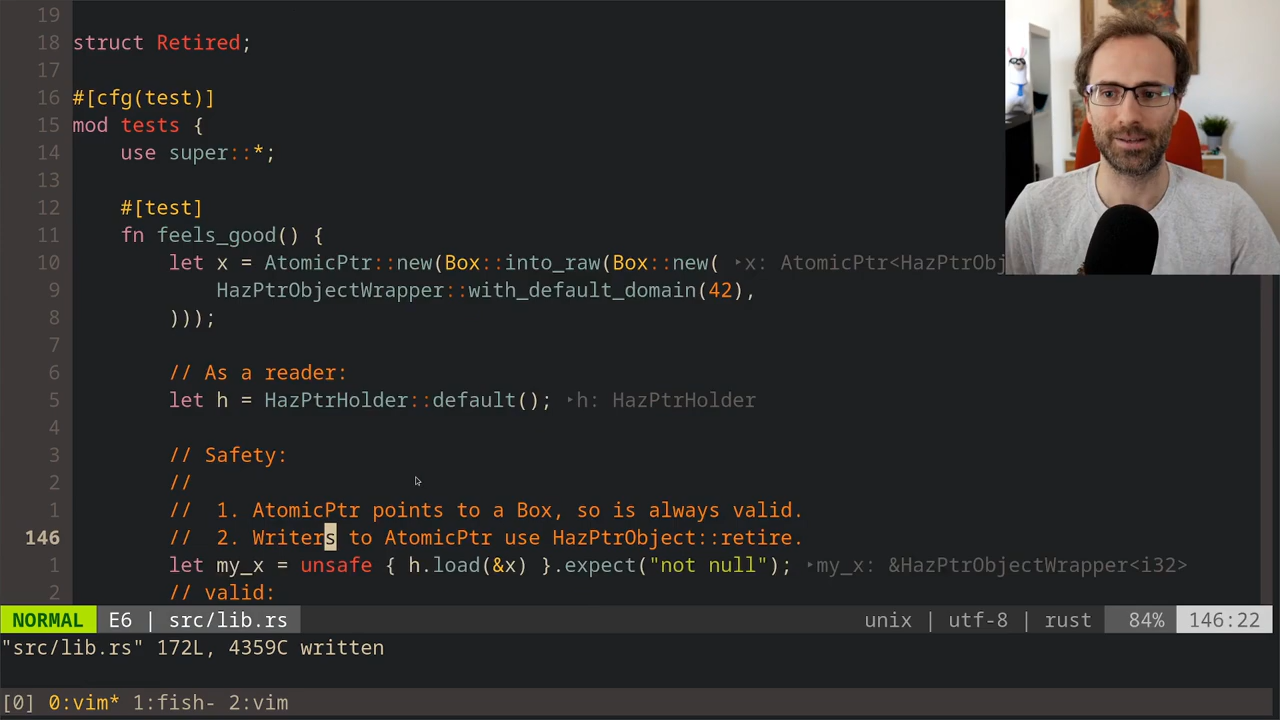 19
18 struct Retired;
17
16 #[cfg(test)]
15 mod tests {
14     use super::*;
13
12     #[test]
11     fn feels_good() {
10         let x = AtomicPtr::new(Box::into_raw(Box::new( ▸x: AtomicPtr<HazPtrObj
9             HazPtrObjectWrapper::with_default_domain(42),
8         )));
7
6         // As a reader:
5         let h = HazPtrHolder::default(); ▸h: HazPtrHolder
4
3         // Safety:
2         //
1         //  1. AtomicPtr points to a Box, so is always valid.
146         //  2. Writers to AtomicPtr use HazPtrObject::retire.
1         let my_x = unsafe { h.load(&x) }.expect("not null"); ▸my_x: &HazPtrObjectWrapper<i32>
2         // valid:
NORMAL E6 | src/lib.rs unix | utf-8 | rust 84% 146:22
"src/lib.rs" 172L, 4359C written
[0] 0:vim* 1:fish- 2:vim